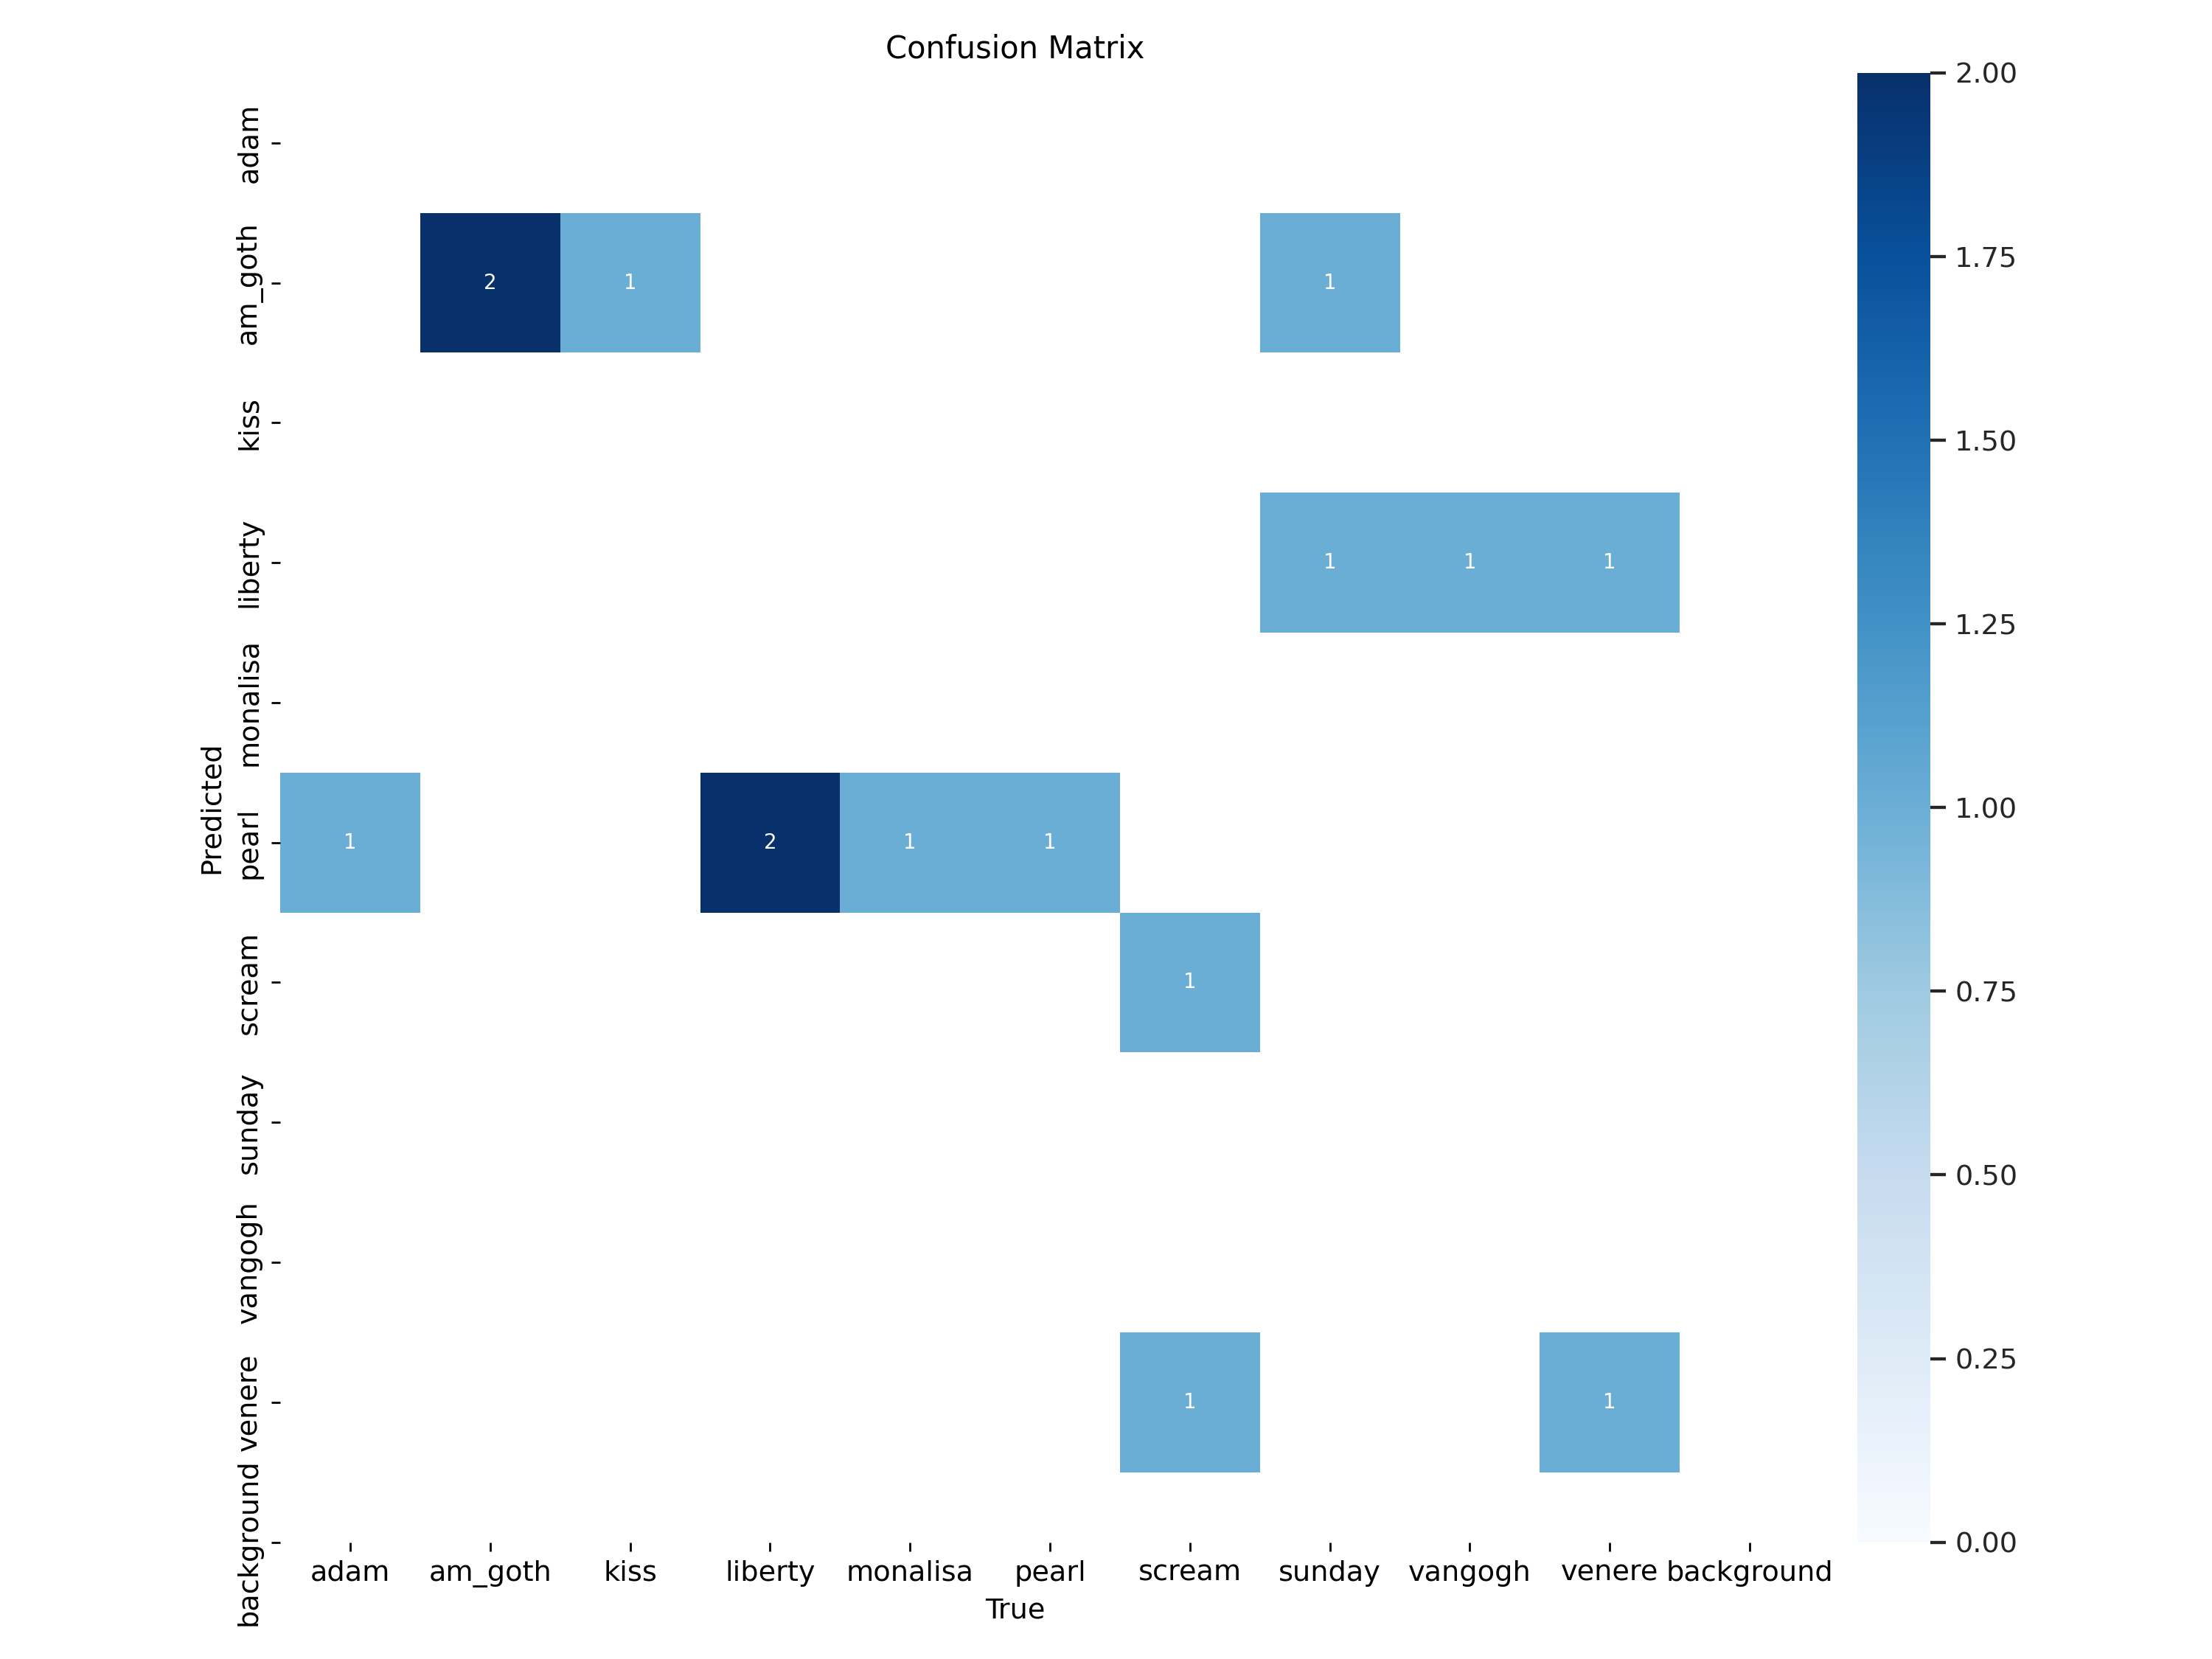 Confusion Matrix
Predicted
adam
am_goth
kiss
liberty
monalisa
pearl
scream
sunday
vangogh
venere
background
2 1 1
1 1 1
1 2 1 1
1
1 1
adam am_goth kiss liberty monalisa pearl scream sunday vangogh venere background
True
2.00
1.75
1.50
1.25
1.00
0.75
0.50
0.25
0.00